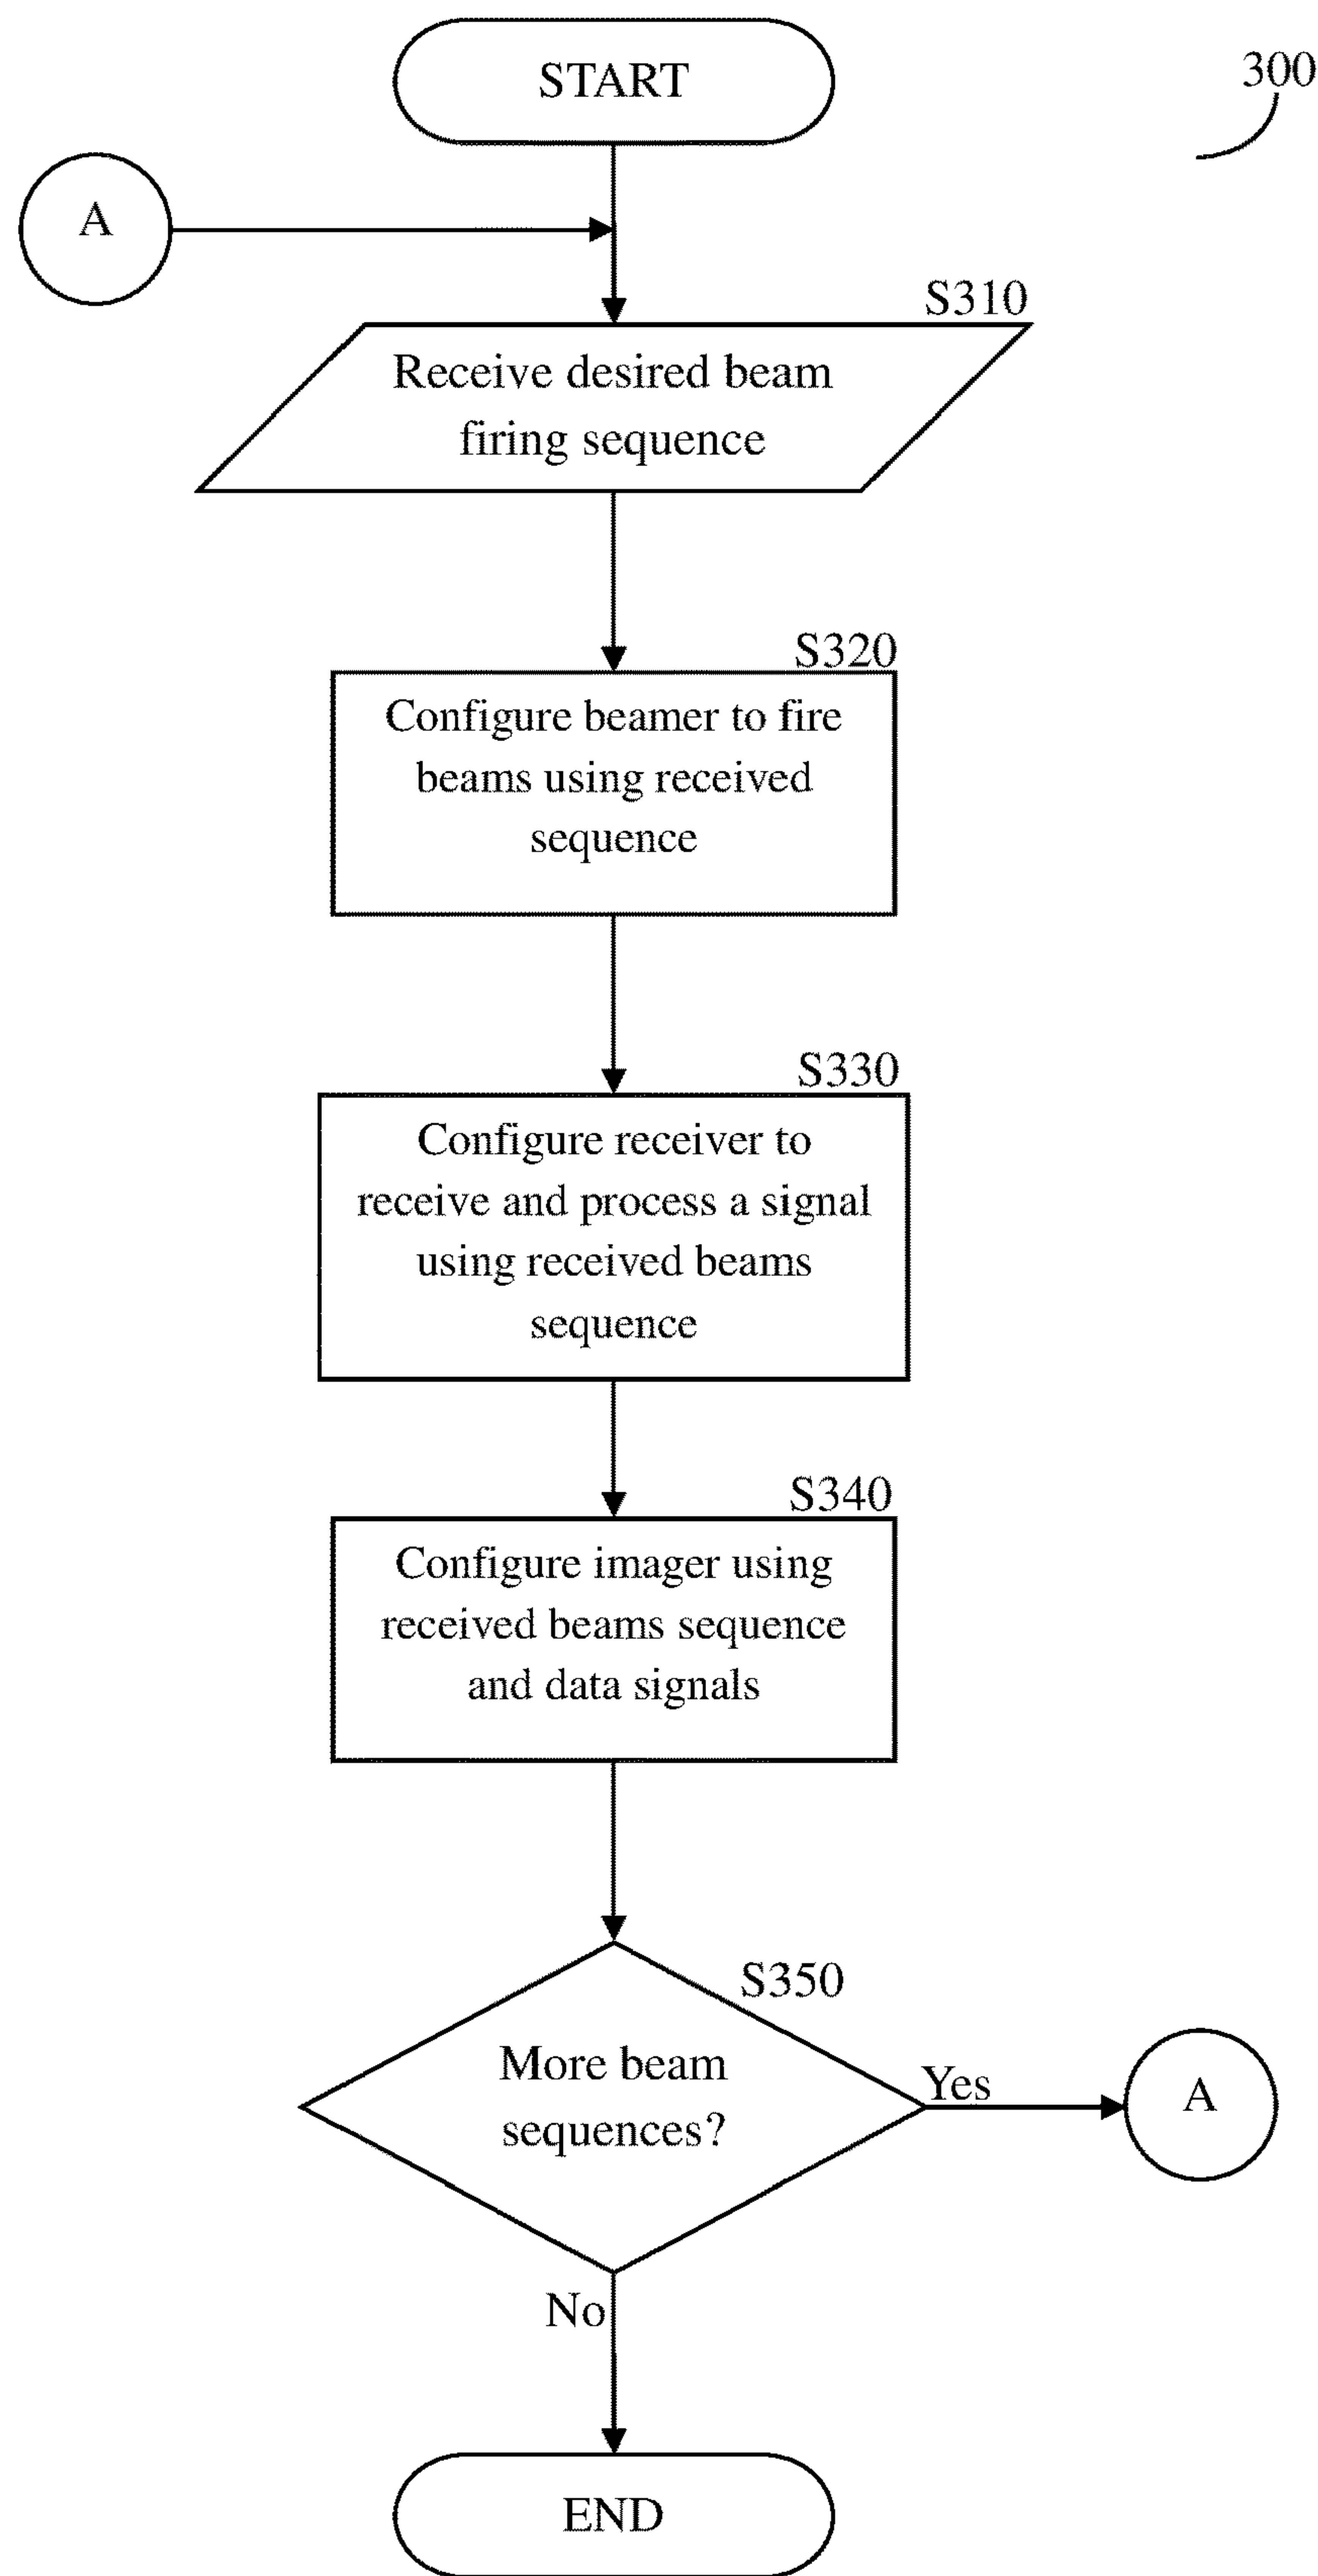 START
300
A
S310
Receive desired beam
firing sequence
S320
Configure beamer to fire
beams using received
sequence
S330
Configure receiver to
receive and process a signal
using received beams
sequence
S340
Configure imager using
received beams sequence
and data signals
S350
More beam
sequences?
Yes
A
No
END